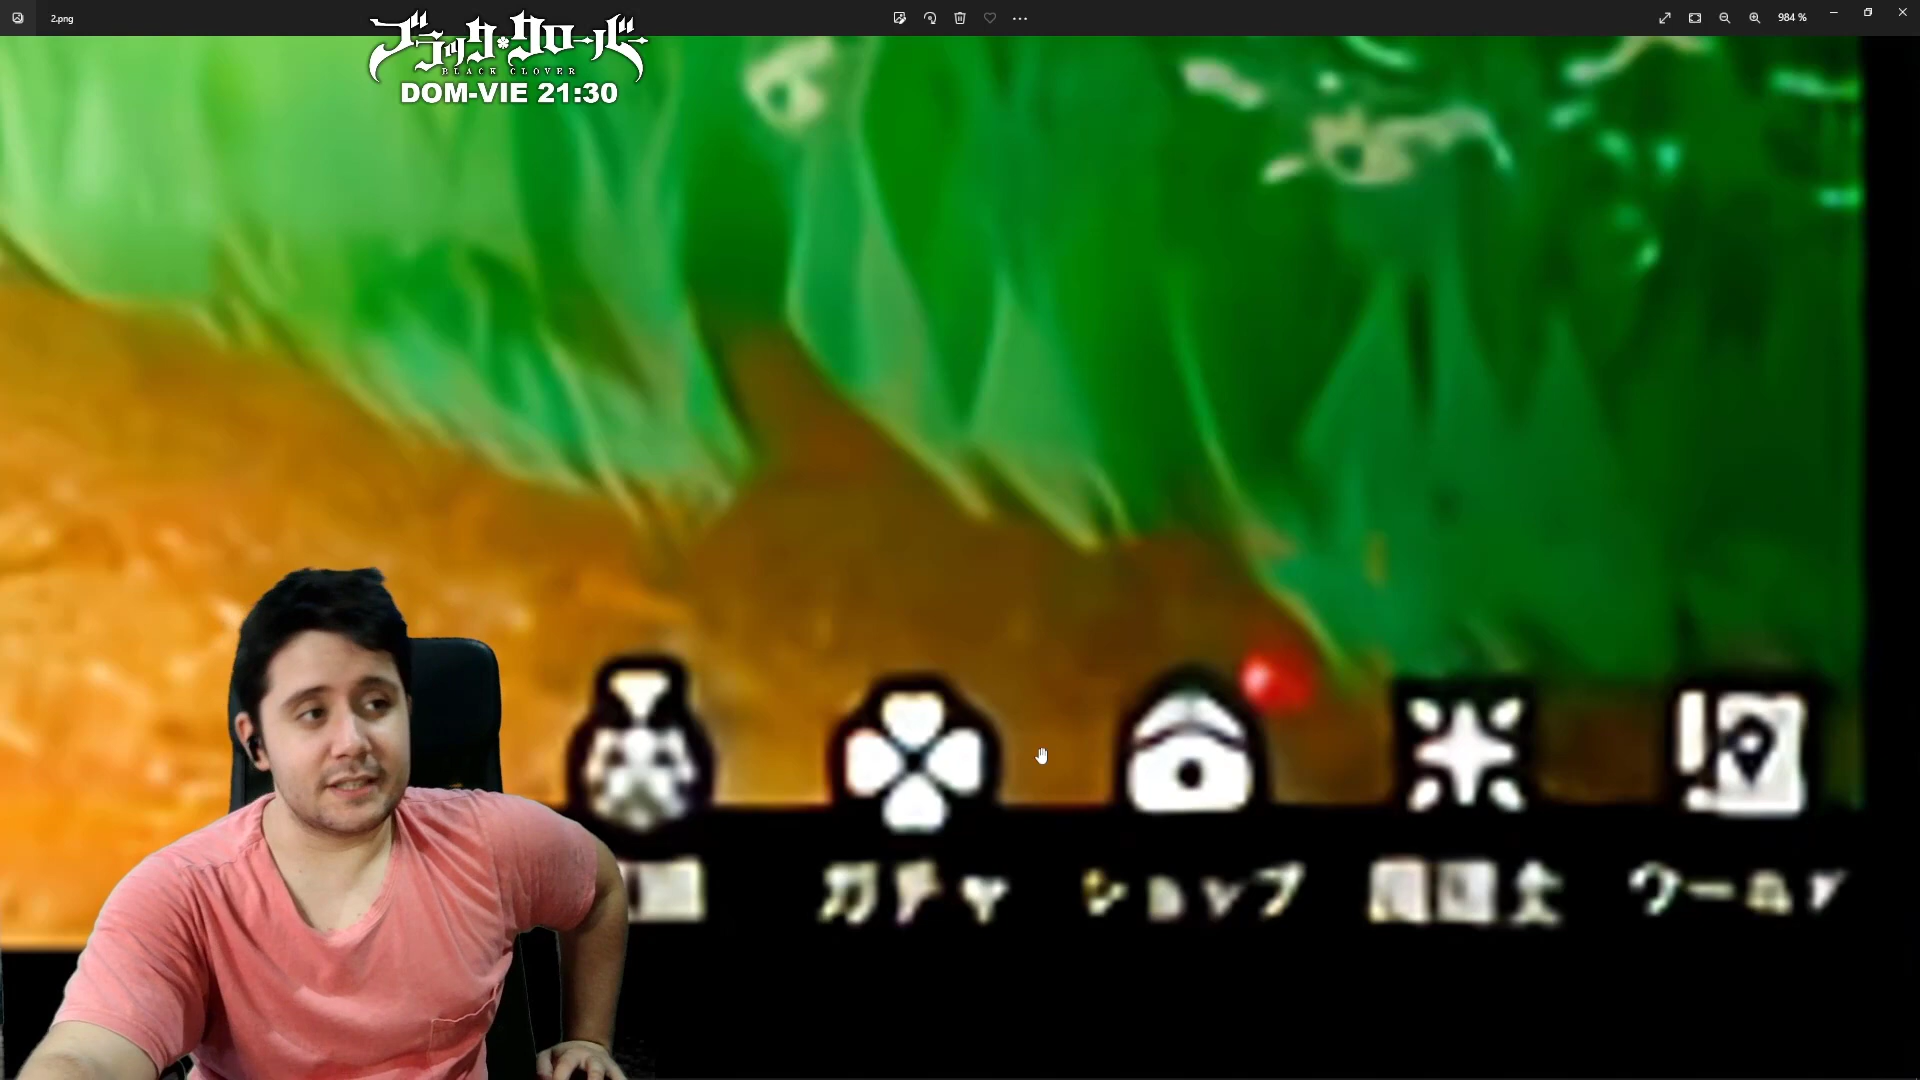 2.png
984 %
ブラッククローバー
BLACK CLOVER
DOM-VIE 21:30
ガチャ ショップ ワールド